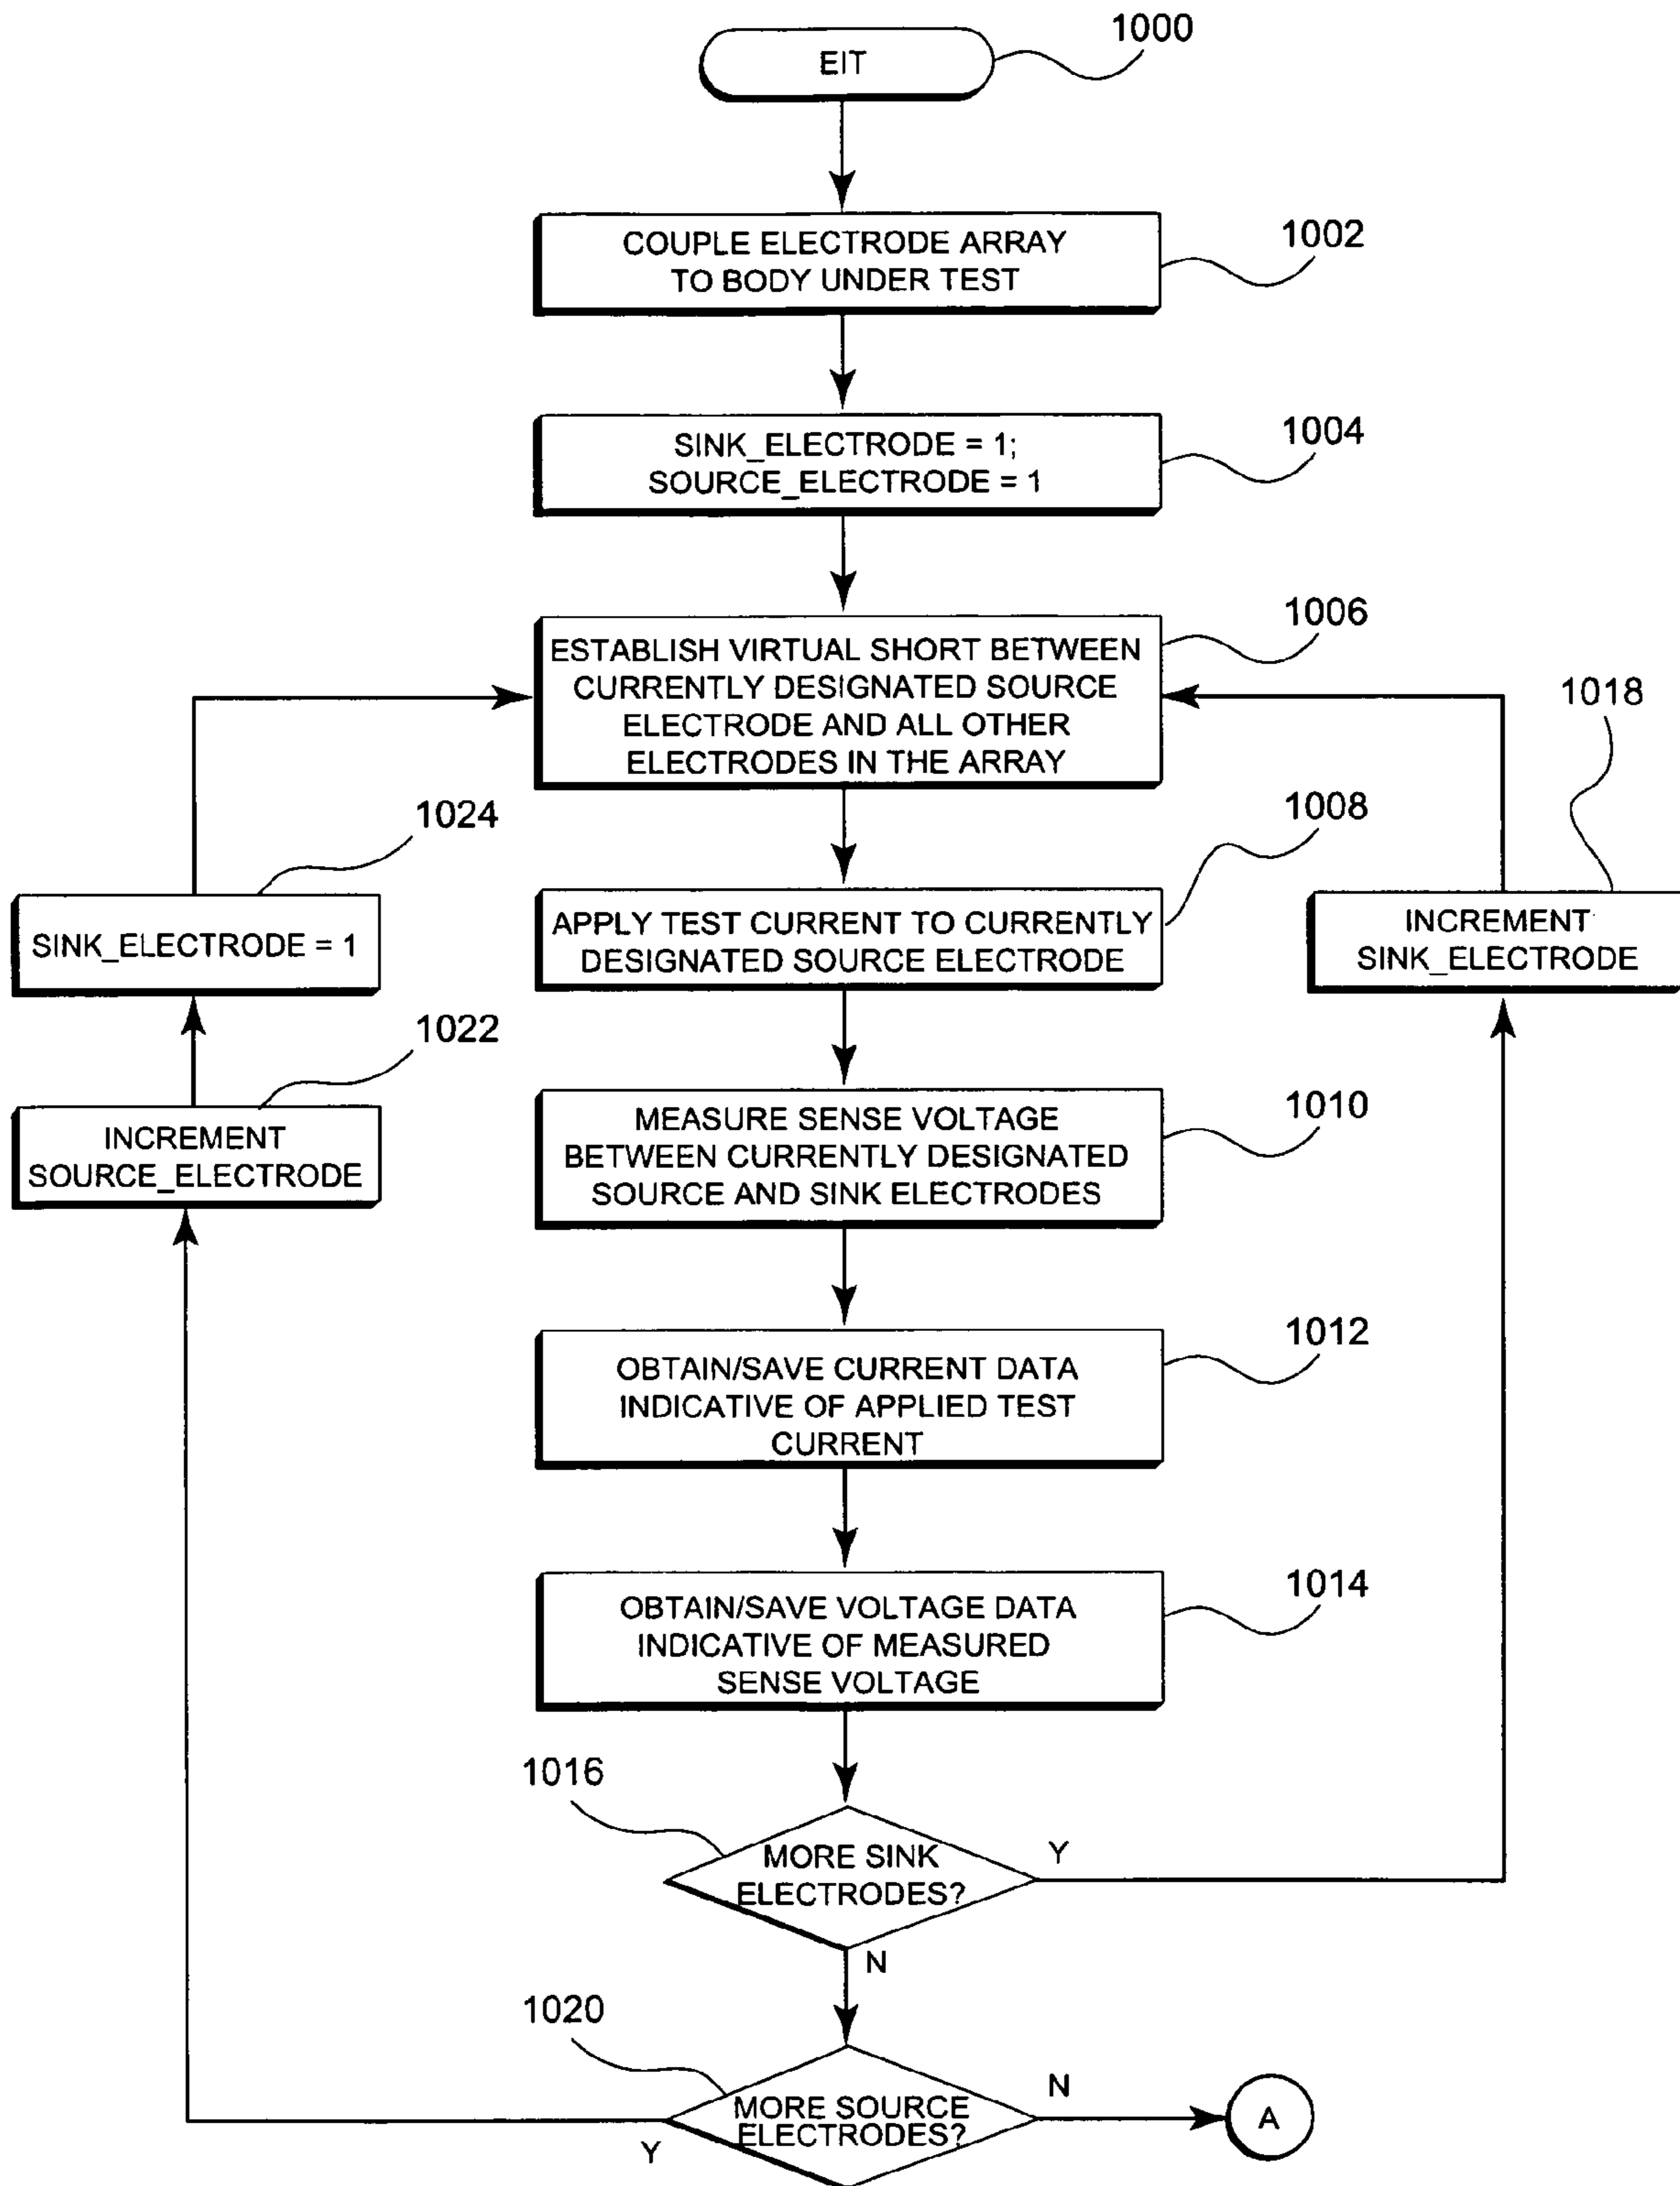 1000
EIT
1002
COUPLE ELECTRODE ARRAY
TO BODY UNDER TEST
1004
SINK_ELECTRODE = 1;
SOURCE_ELECTRODE = 1
1006
ESTABLISH VIRTUAL SHORT BETWEEN
CURRENTLY DESIGNATED SOURCE
ELECTRODE AND ALL OTHER
ELECTRODES IN THE ARRAY
1018
INCREMENT
SINK_ELECTRODE
1024
SINK_ELECTRODE = 1
1008
APPLY TEST CURRENT TO CURRENTLY
DESIGNATED SOURCE ELECTRODE
1022
INCREMENT
SOURCE_ELECTRODE
1010
MEASURE SENSE VOLTAGE
BETWEEN CURRENTLY DESIGNATED
SOURCE AND SINK ELECTRODES
1012
OBTAIN/SAVE CURRENT DATA
INDICATIVE OF APPLIED TEST
CURRENT
1014
OBTAIN/SAVE VOLTAGE DATA
INDICATIVE OF MEASURED
SENSE VOLTAGE
1016
MORE SINK
ELECTRODES?
Y
N
1020
MORE SOURCE
ELECTRODES?
N
A
Y